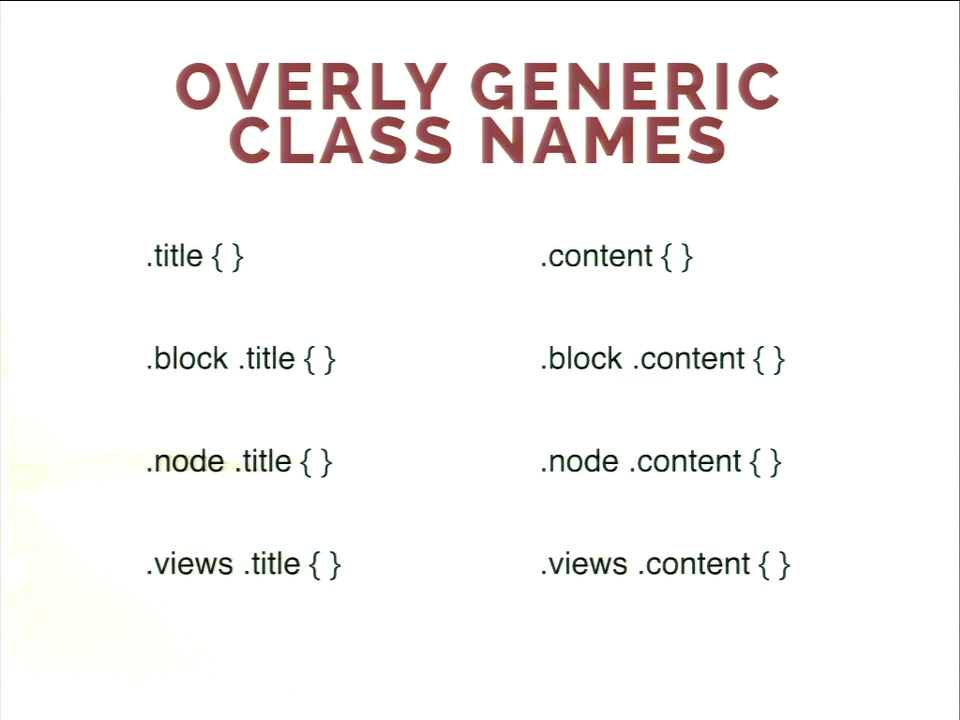 OVERLY GENERIC
CLASS NAMES
.title { }
.content { }
.block .title { }
.block .content { }
.node .title { }
.node .content { }
.views .title { }
.views .content { }